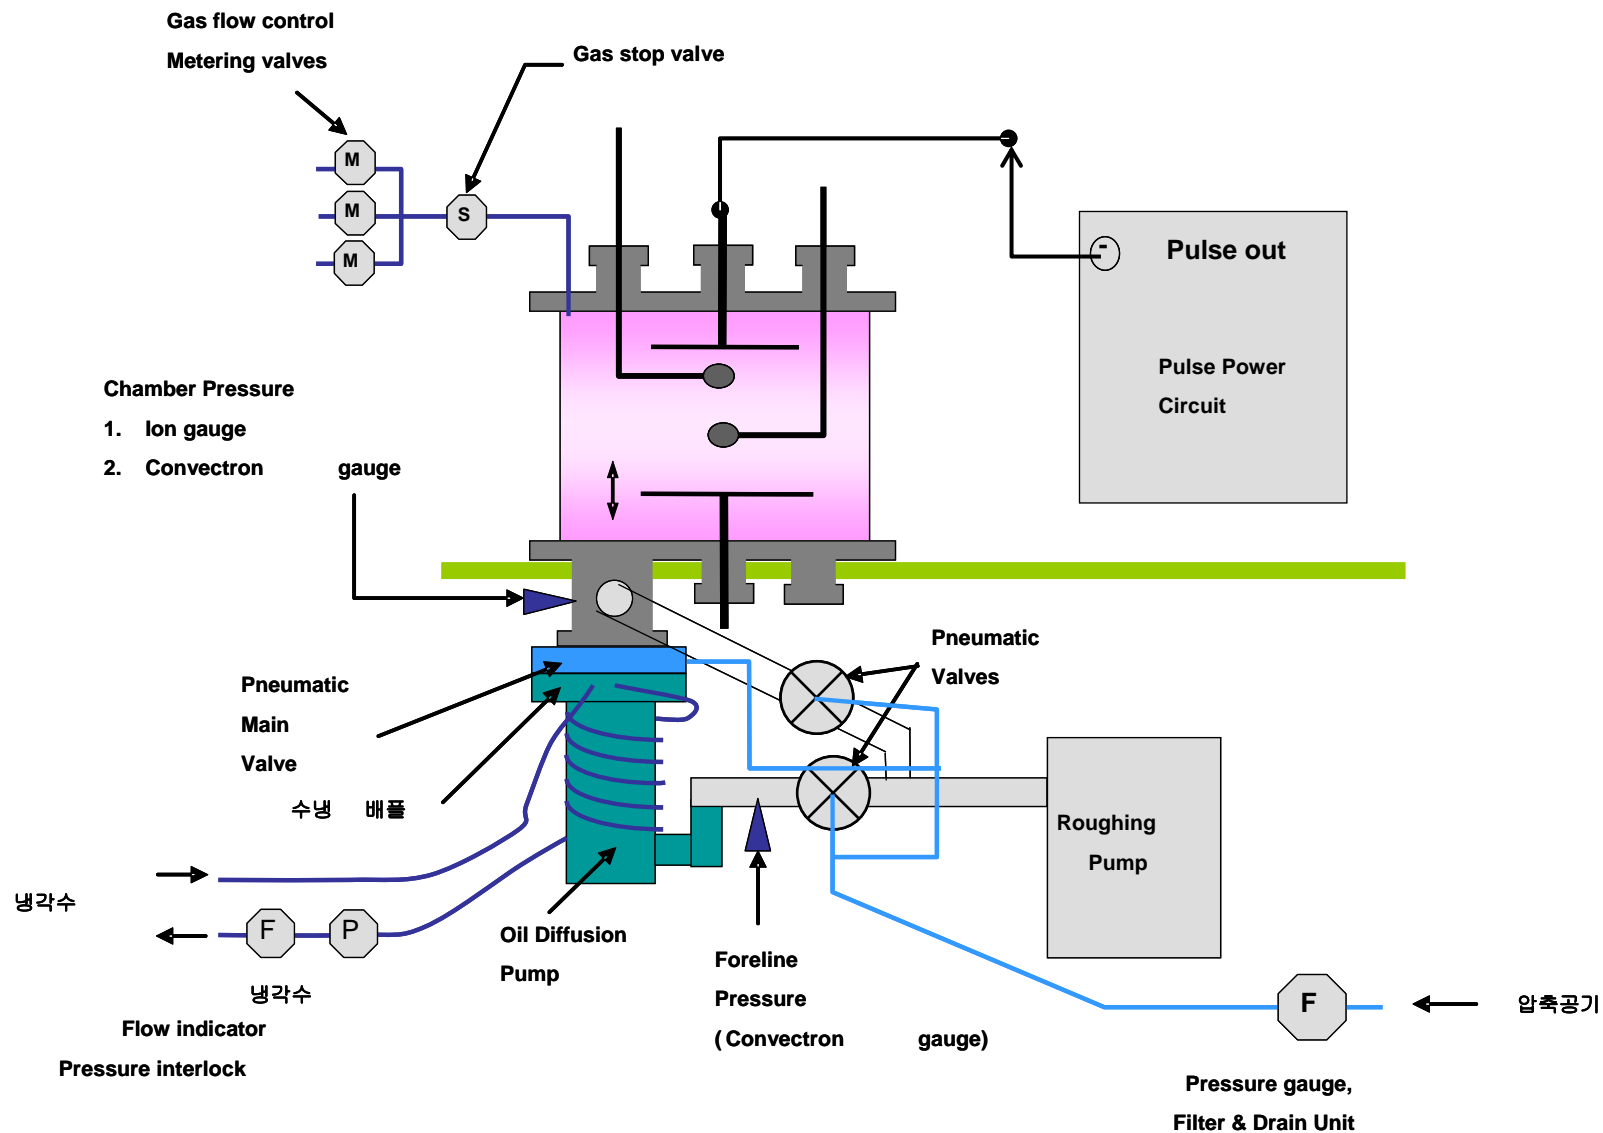 Gas flow control
Metering valves
Gas stop valve
M
M
M
S
-
Pulse out
Pulse Power
Circuit
Chamber Pressure
1. Ion gauge
2. Convectron gauge
Pneumatic
Valves
Pneumatic
Main
Valve
수냉 배플
Roughing
Pump
냉각수
F
P
냉각수
Flow indicator
Pressure interlock
Oil Diffusion
Pump
Foreline
Pressure
( Convectron gauge)
F
압축공기
Pressure gauge,
Filter & Drain Unit